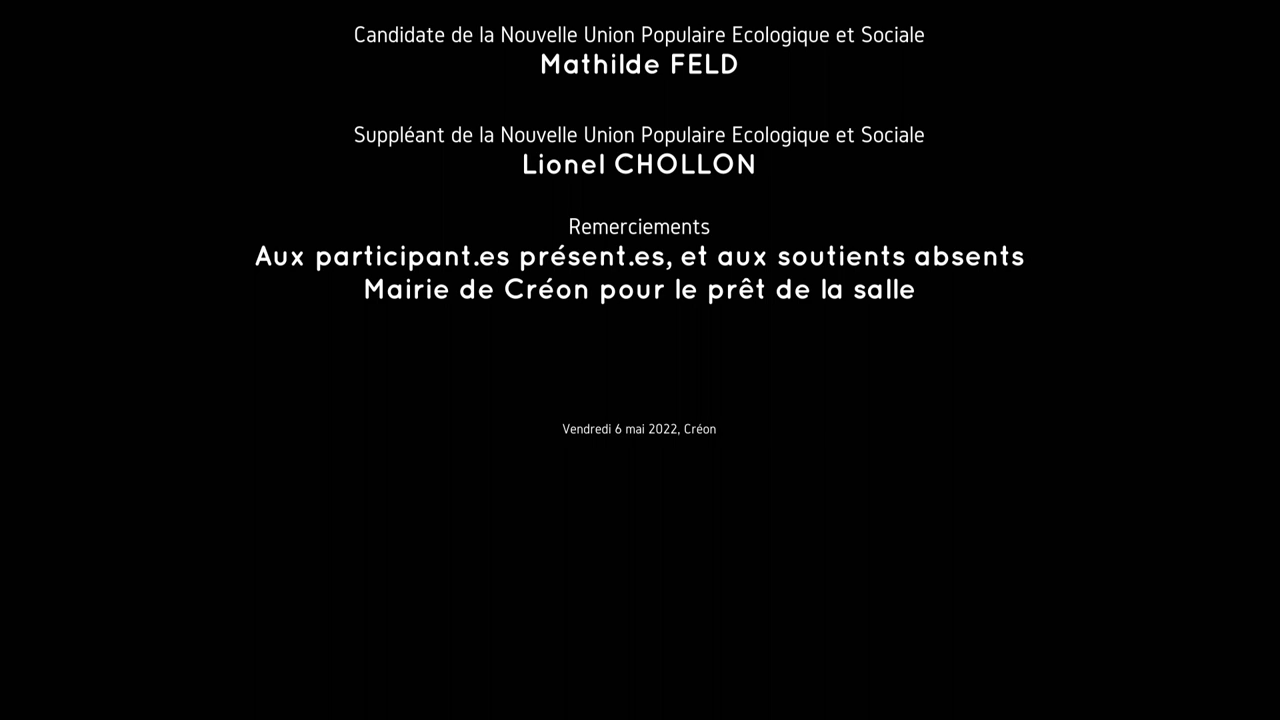 Candidate de la Nouvelle Union Populaire Ecologique et Sociale
Mathilde FELD
Suppléant de la Nouvelle Union Populaire Ecologique et Sociale
Lionel CHOLLON
Remerciements
Aux participant.es présent.es, et aux soutients absents
Mairie de Créon pour le prêt de la salle
Vendredi 6 mai 2022, Créon